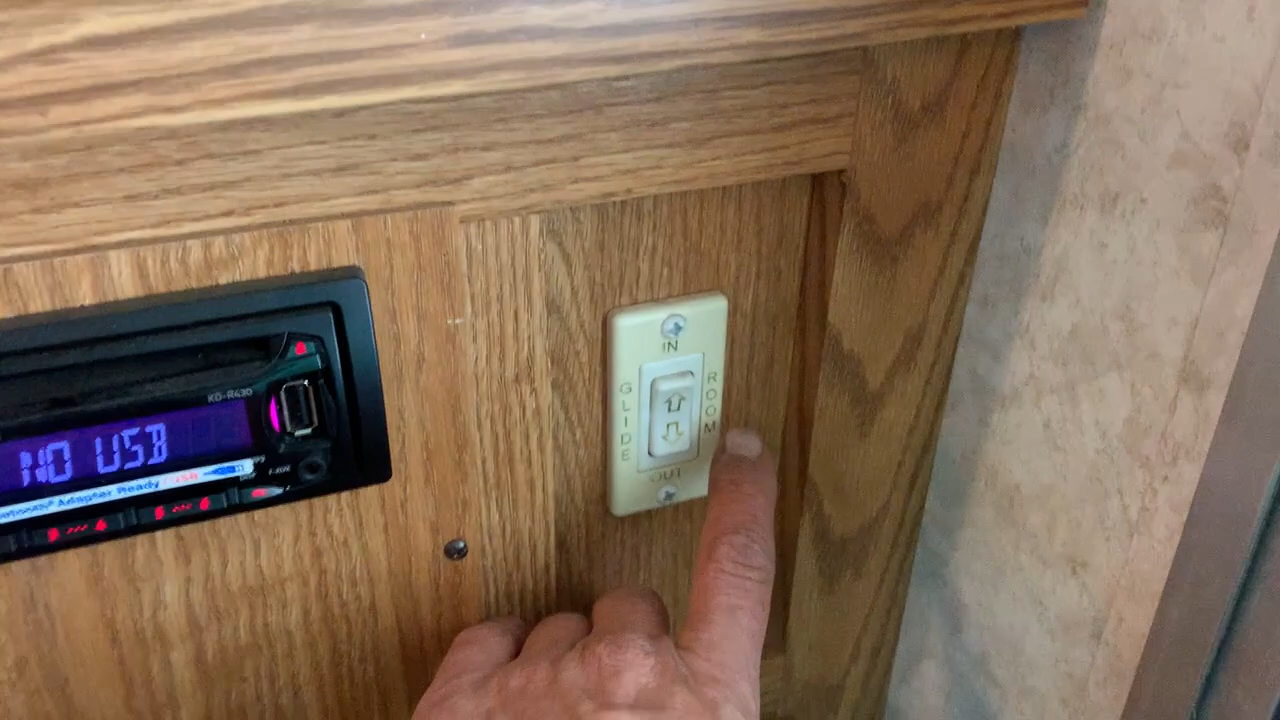 KD-R430
NO USB
Adapter Ready
IN
GLIDE
ROOM
OUT